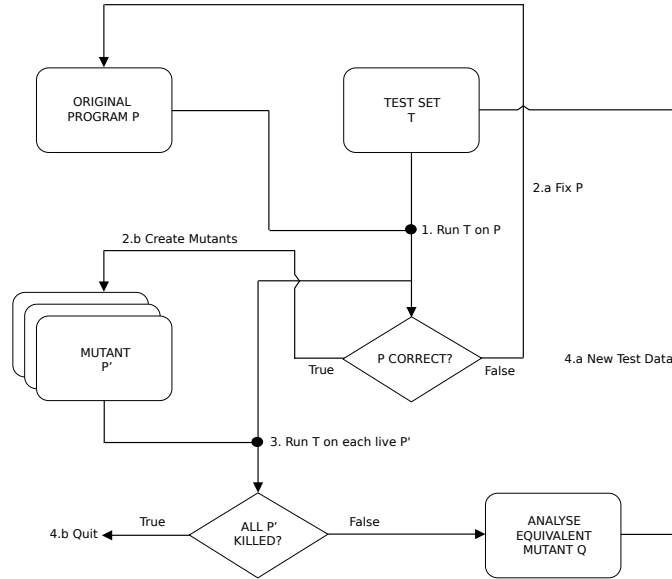 ORIGINAL
PROGRAM P
TEST SET
T
2.a Fix P
1. Run T on P
2.b Create Mutants
MUTANT
P'
P CORRECT?
True
False
4.a New Test Data
3. Run T on each live P'
ALL P'
KILLED?
True
False
4.b Quit
ANALYSE
EQUIVALENT
MUTANT Q